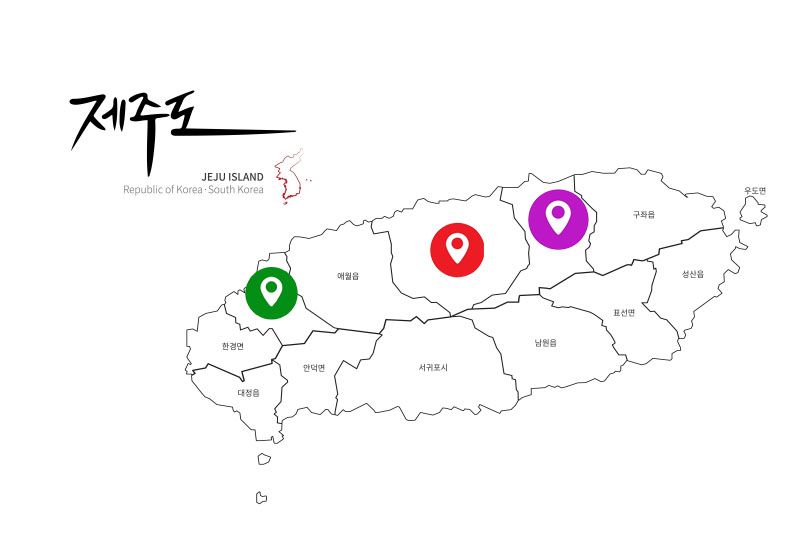 제주도
JEJU ISLAND
Republic of Korea · South Korea
우도면
구좌읍
성산읍
애월읍
표선면
남원읍
한경면
안덕면
서귀포시
대정읍